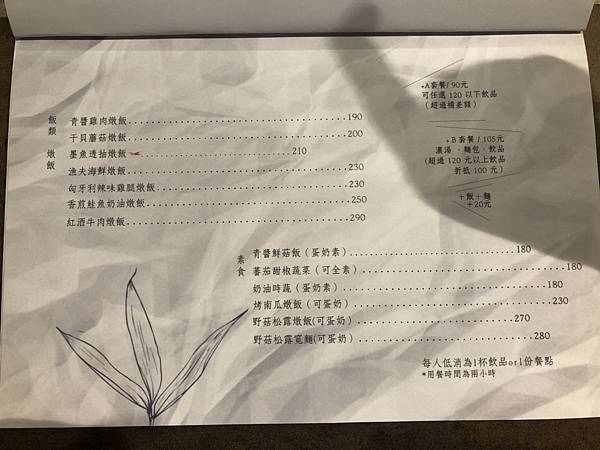 飯類 燉飯
青醬雞肉燉飯 190
干貝蘑菇燉飯 200
墨魚透抽燉飯 210
漁夫海鮮燉飯 230
匈牙利辣味雞腿燉飯 230
香煎鮭魚奶油燉飯 250
紅酒牛肉燉飯 290
•A套餐/ 90元
可任選 120 以下飲品
(超過補差額)
•B套餐 / 105元
濃湯 、麵包、飲品
(超過 120 元以上飲品
折抵 100 元)
+飯+麵
+20元
素食
青醬鮮菇飯（蛋奶素） 180
蕃茄甜椒蔬菜（可全素） 180
奶油時蔬（蛋奶素） 180
烤南瓜燉飯（可蛋奶） 230
野菇松露燉飯(可蛋奶) 270
野菇松露寬麵(可蛋奶) 280
每人低消為1杯飲品or1份餐點
*用餐時間為兩小時